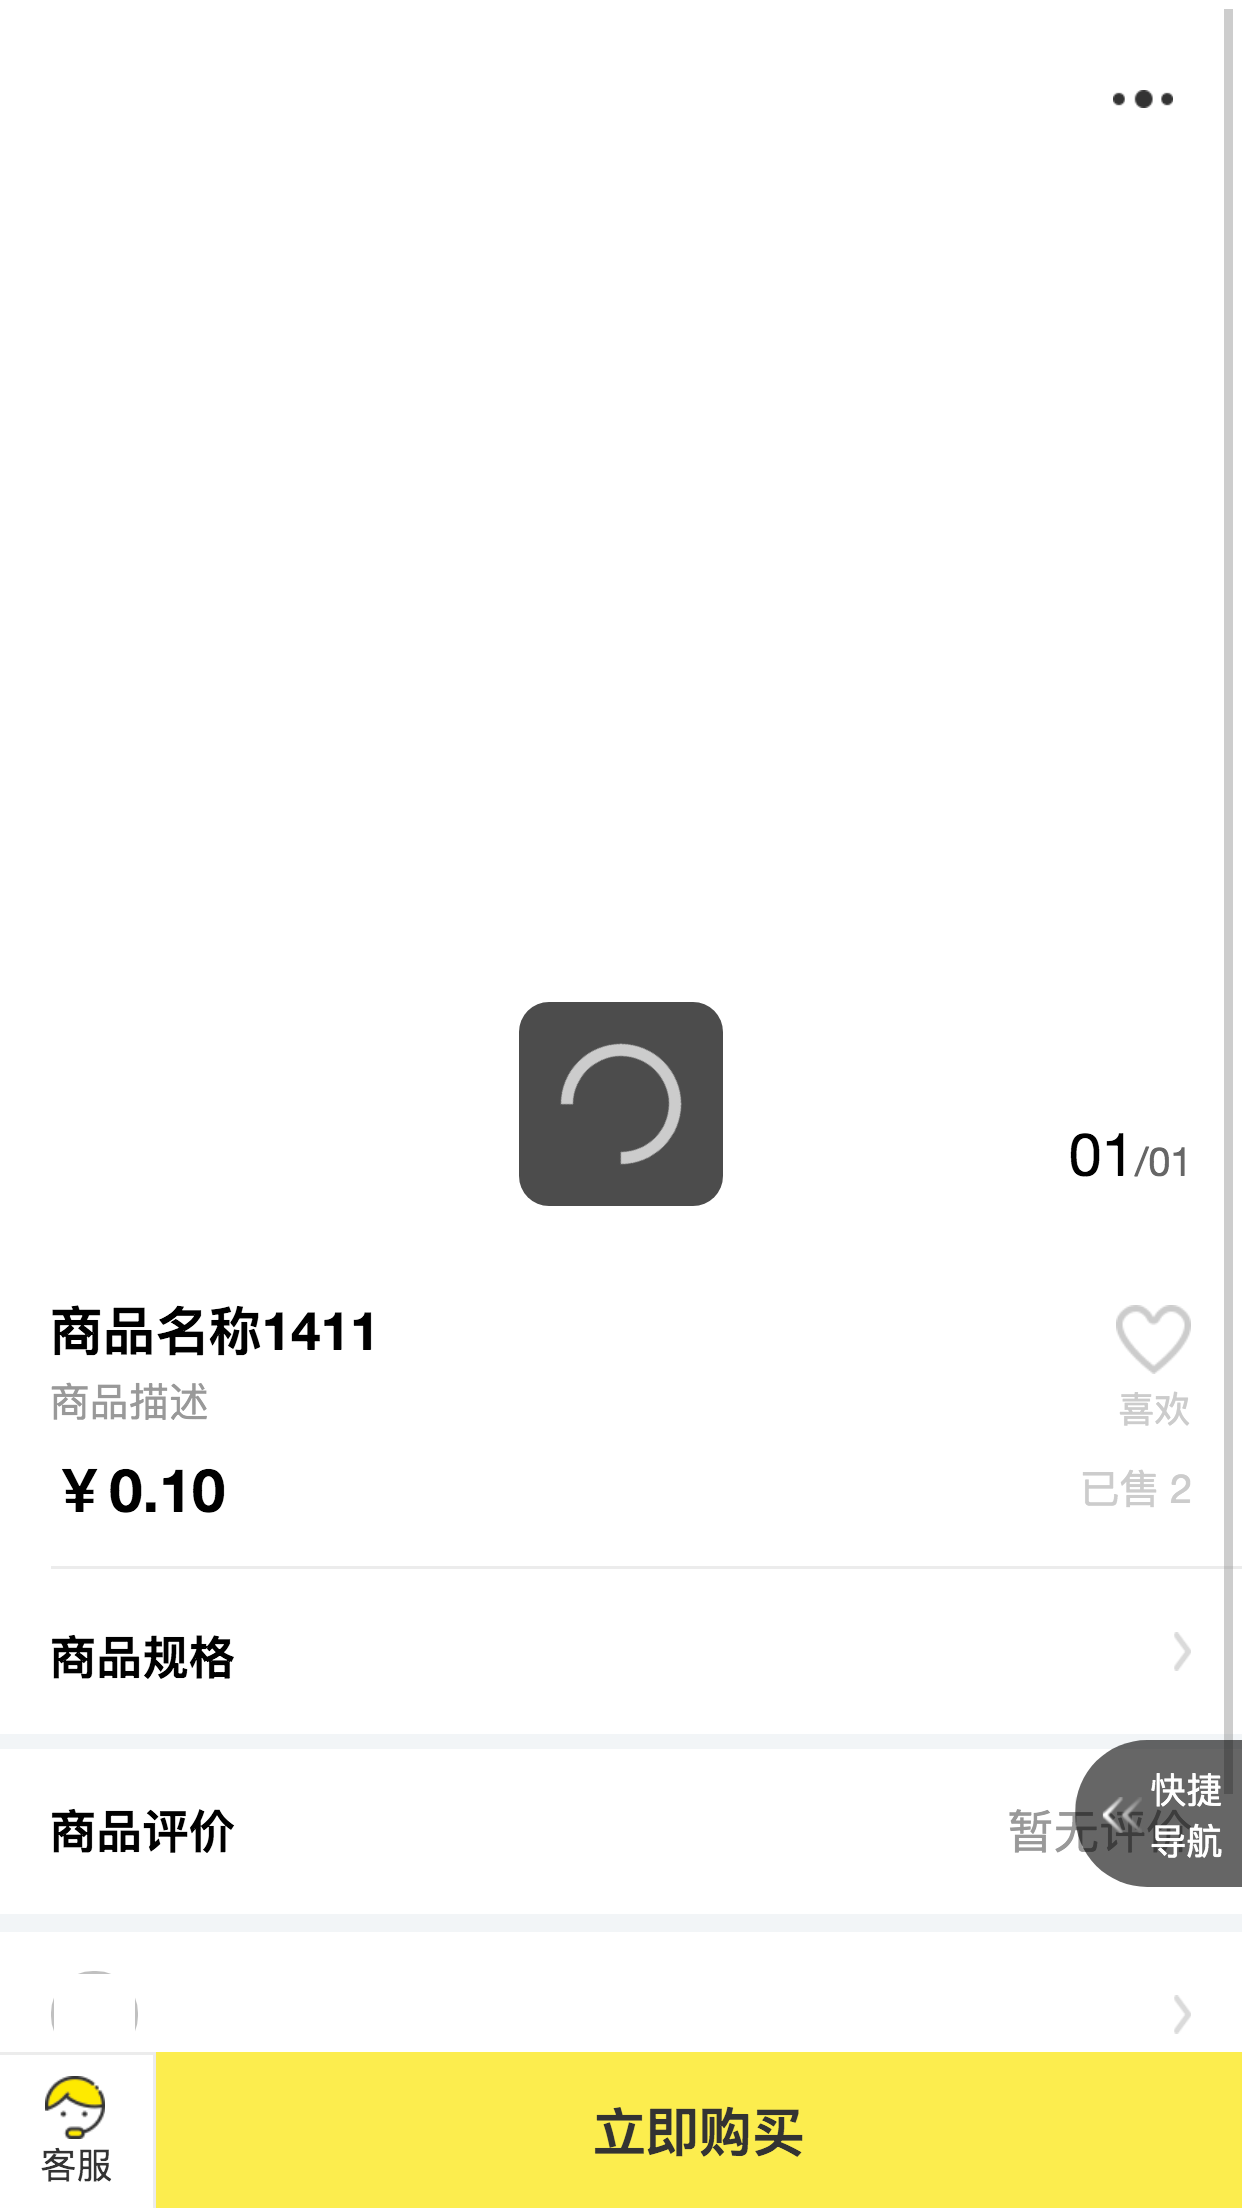 01/01
商品名称1411
喜欢
商品描述
¥0.10
已售 2
商品规格
商品评价
暂无评价
快捷
导航
客服
立即购买